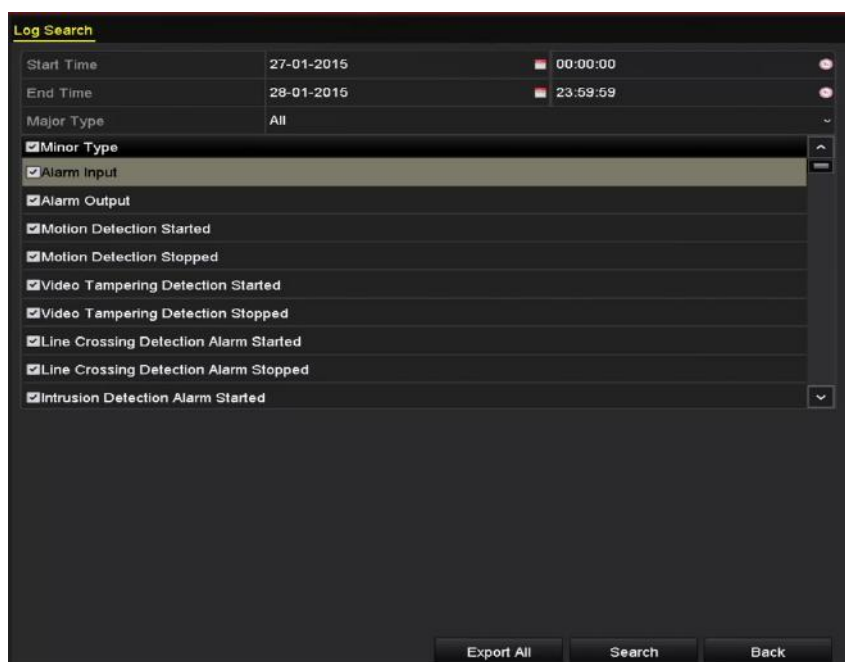 Log Search
Start Time 27-01-2015 00:00:00
End Time 28-01-2015 23:59:59
Major Type All
Minor Type
Alarm Input
Alarm Output
Motion Detection Started
Motion Detection Stopped
Video Tampering Detection Started
Video Tampering Detection Stopped
Line Crossing Detection Alarm Started
Line Crossing Detection Alarm Stopped
Intrusion Detection Alarm Started
Export All Search Back